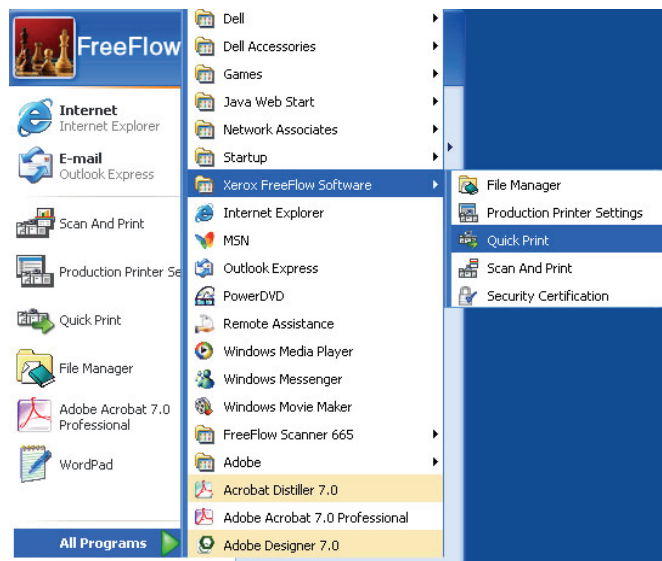 FreeFlow
Internet
Internet Explorer
E-mail
Outlook Express
Scan And Print
Production Printer Se
Quick Print
File Manager
Adobe Acrobat 7.0
Professional
WordPad
All Programs
Dell
Dell Accessories
Games
Java Web Start
Network Associates
Startup
Xerox FreeFlow Software
Internet Explorer
MSN
Outlook Express
PowerDVD
Remote Assistance
Windows Media Player
Windows Messenger
Windows Movie Maker
FreeFlow Scanner 665
Adobe
Acrobat Distiller 7.0
Adobe Acrobat 7.0 Professional
Adobe Designer 7.0
File Manager
Production Printer Settings
Quick Print
Scan And Print
Security Certification